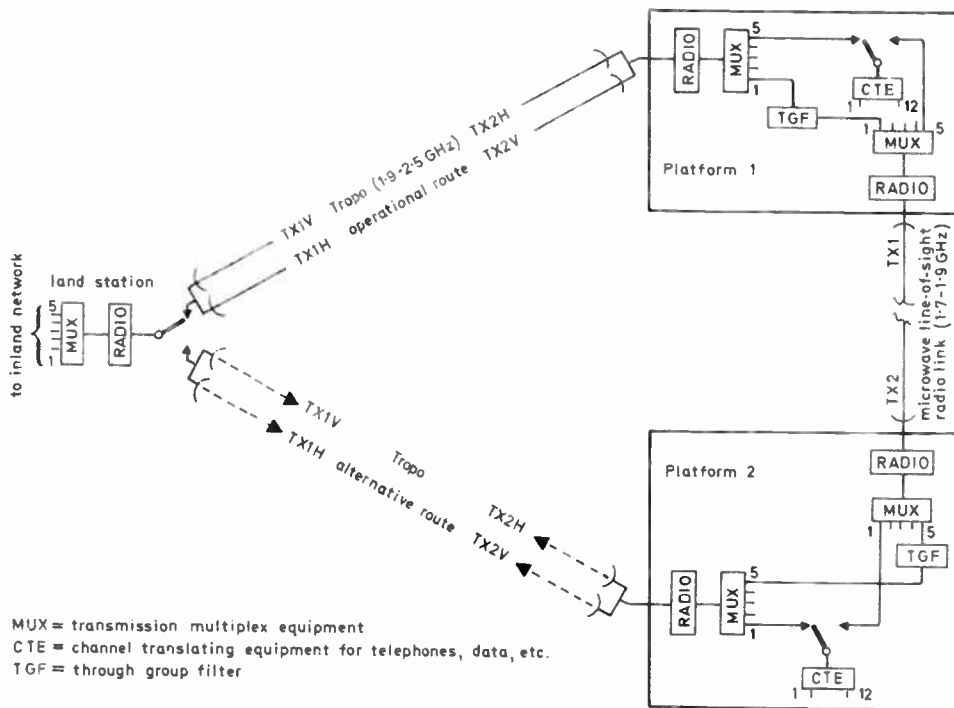 5
1
RADIO
MUX
CTE
1
12
TGF
1
5
MUX
Platform 1
RADIO
TX1V Tropo (1·9-2·5 GHz) TX2H
TX1H operational route TX2V
land station
to inland network
5
1
MUX
RADIO
TX1
microwave line-of-sight
radio link (1·7-1·9 GHz)
TX2
TX1V
Tropo
TX1H alternative route TX2V
TX2H
Platform 2
RADIO
MUX
1
5
TGF
RADIO
MUX
5
1
CTE
1
12
MUX = transmission multiplex equipment
CTE = channel translating equipment for telephones, data, etc.
TGF = through group filter